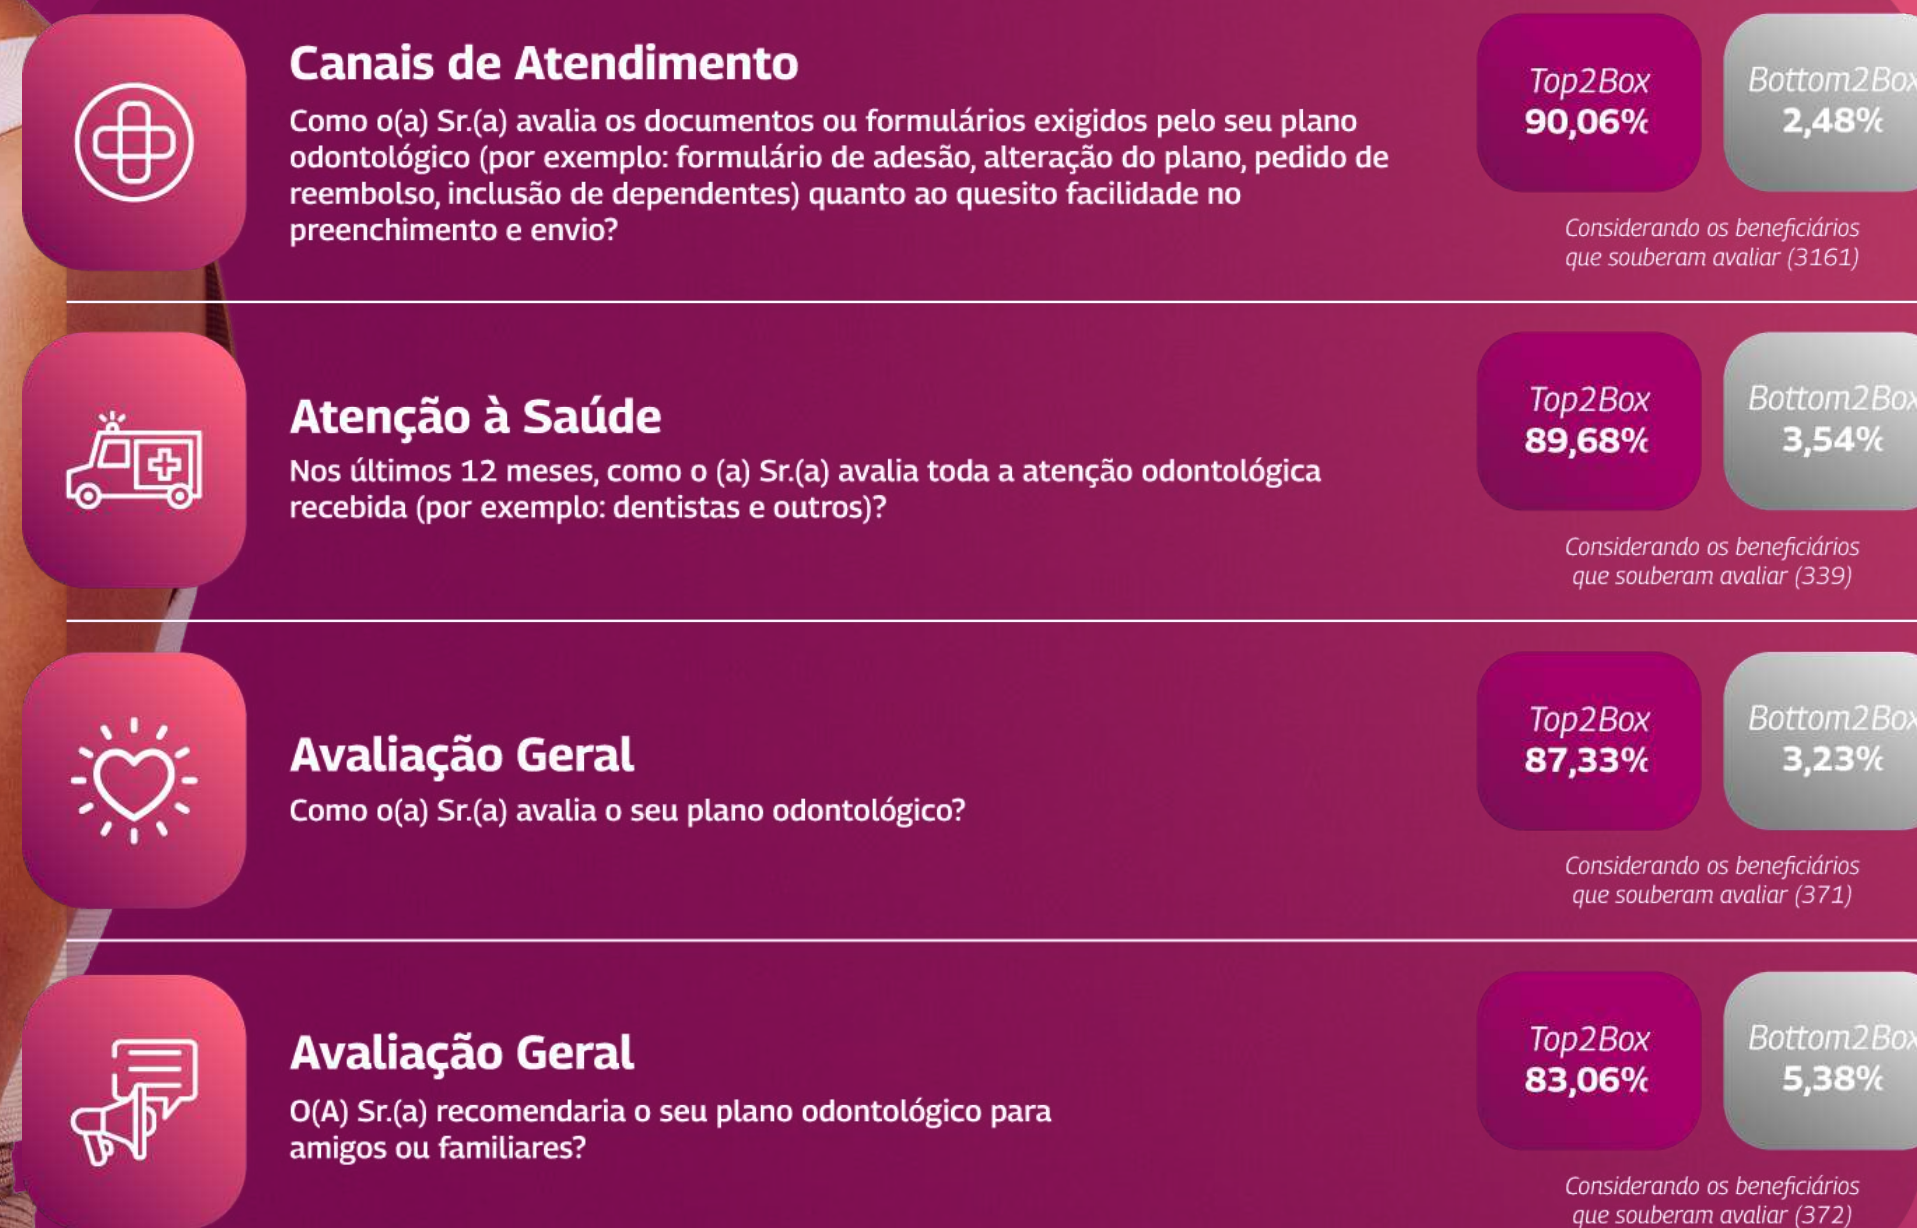 Canais de Atendimento
Como o(a) Sr.(a) avalia os documentos ou formulários exigidos pelo seu plano
odontológico (por exemplo: formulário de adesão, alteração do plano, pedido de
reembolso, inclusão de dependentes) quanto ao quesito facilidade no
preenchimento e envio?
Top2Box
90,06%
Bottom2Box
2,48%
Considerando os beneficiários
que souberam avaliar (3161)
Atenção à Saúde
Nos últimos 12 meses, como o (a) Sr.(a) avalia toda a atenção odontológica
recebida (por exemplo: dentistas e outros)?
Top2Box
89,68%
Bottom2Box
3,54%
Considerando os beneficiários
que souberam avaliar (339)
Avaliação Geral
Como o(a) Sr.(a) avalia o seu plano odontológico?
Top2Box
87,33%
Bottom2Box
3,23%
Considerando os beneficiários
que souberam avaliar (371)
Avaliação Geral
O(A) Sr.(a) recomendaria o seu plano odontológico para
amigos ou familiares?
Top2Box
83,06%
Bottom2Box
5,38%
Considerando os beneficiários
que souberam avaliar (372)